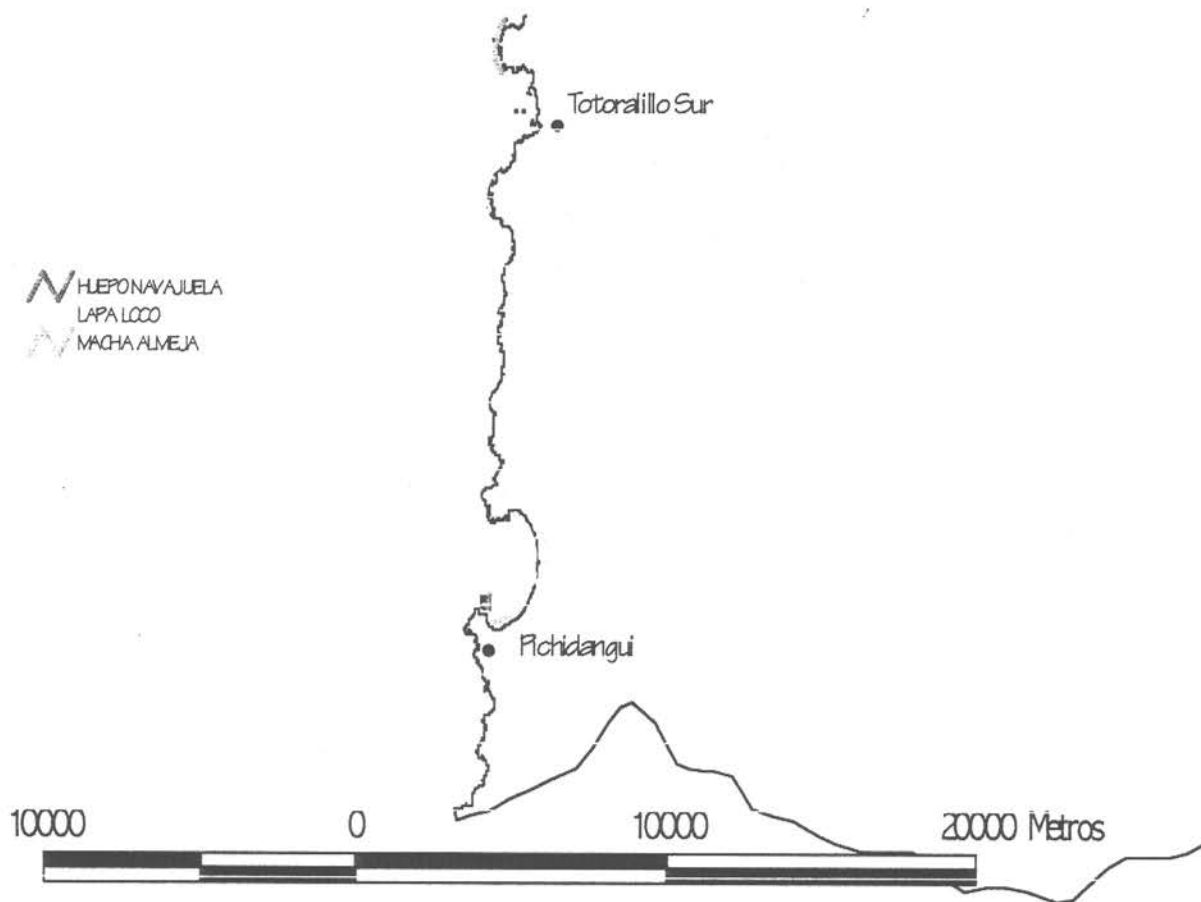 Totoralillo Sur
HUEPO NAVAJUELA
LAPA LOCO
MACHA ALMEJA
Pichidangui
10000 0 10000 20000 Metros